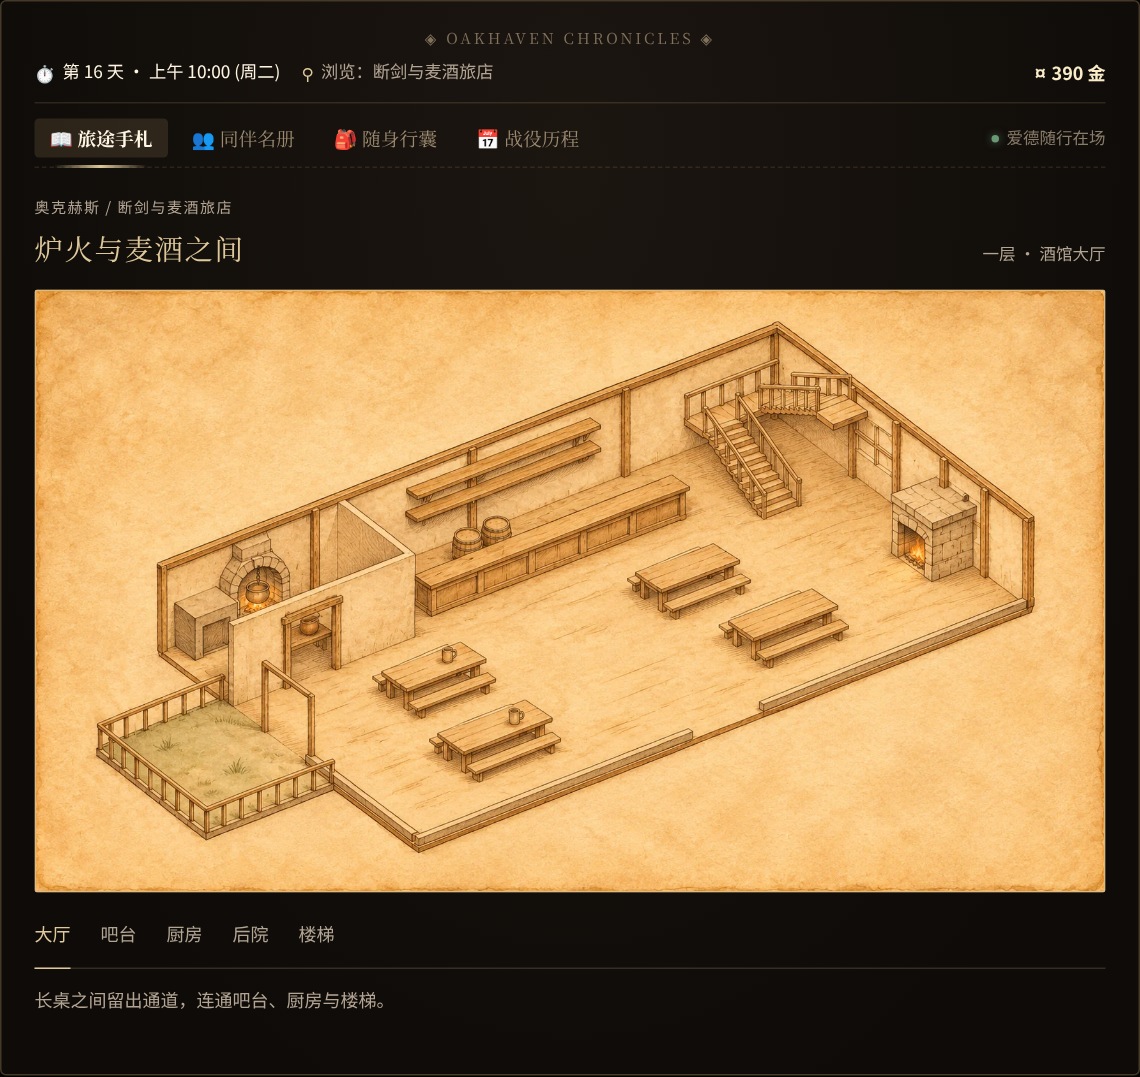 ◈ OAKHAVEN CHRONICLES ◈
第 16 天 · 上午 10:00 (周二) 浏览：断剑与麦酒旅店 ¤ 390 金
旅途手札 同伴名册 随身行囊 战役历程 爱德随行在场
奥克赫斯 / 断剑与麦酒旅店
炉火与麦酒之间 一层 · 酒馆大厅
大厅 吧台 厨房 后院 楼梯
长桌之间留出通道，连通吧台、厨房与楼梯。